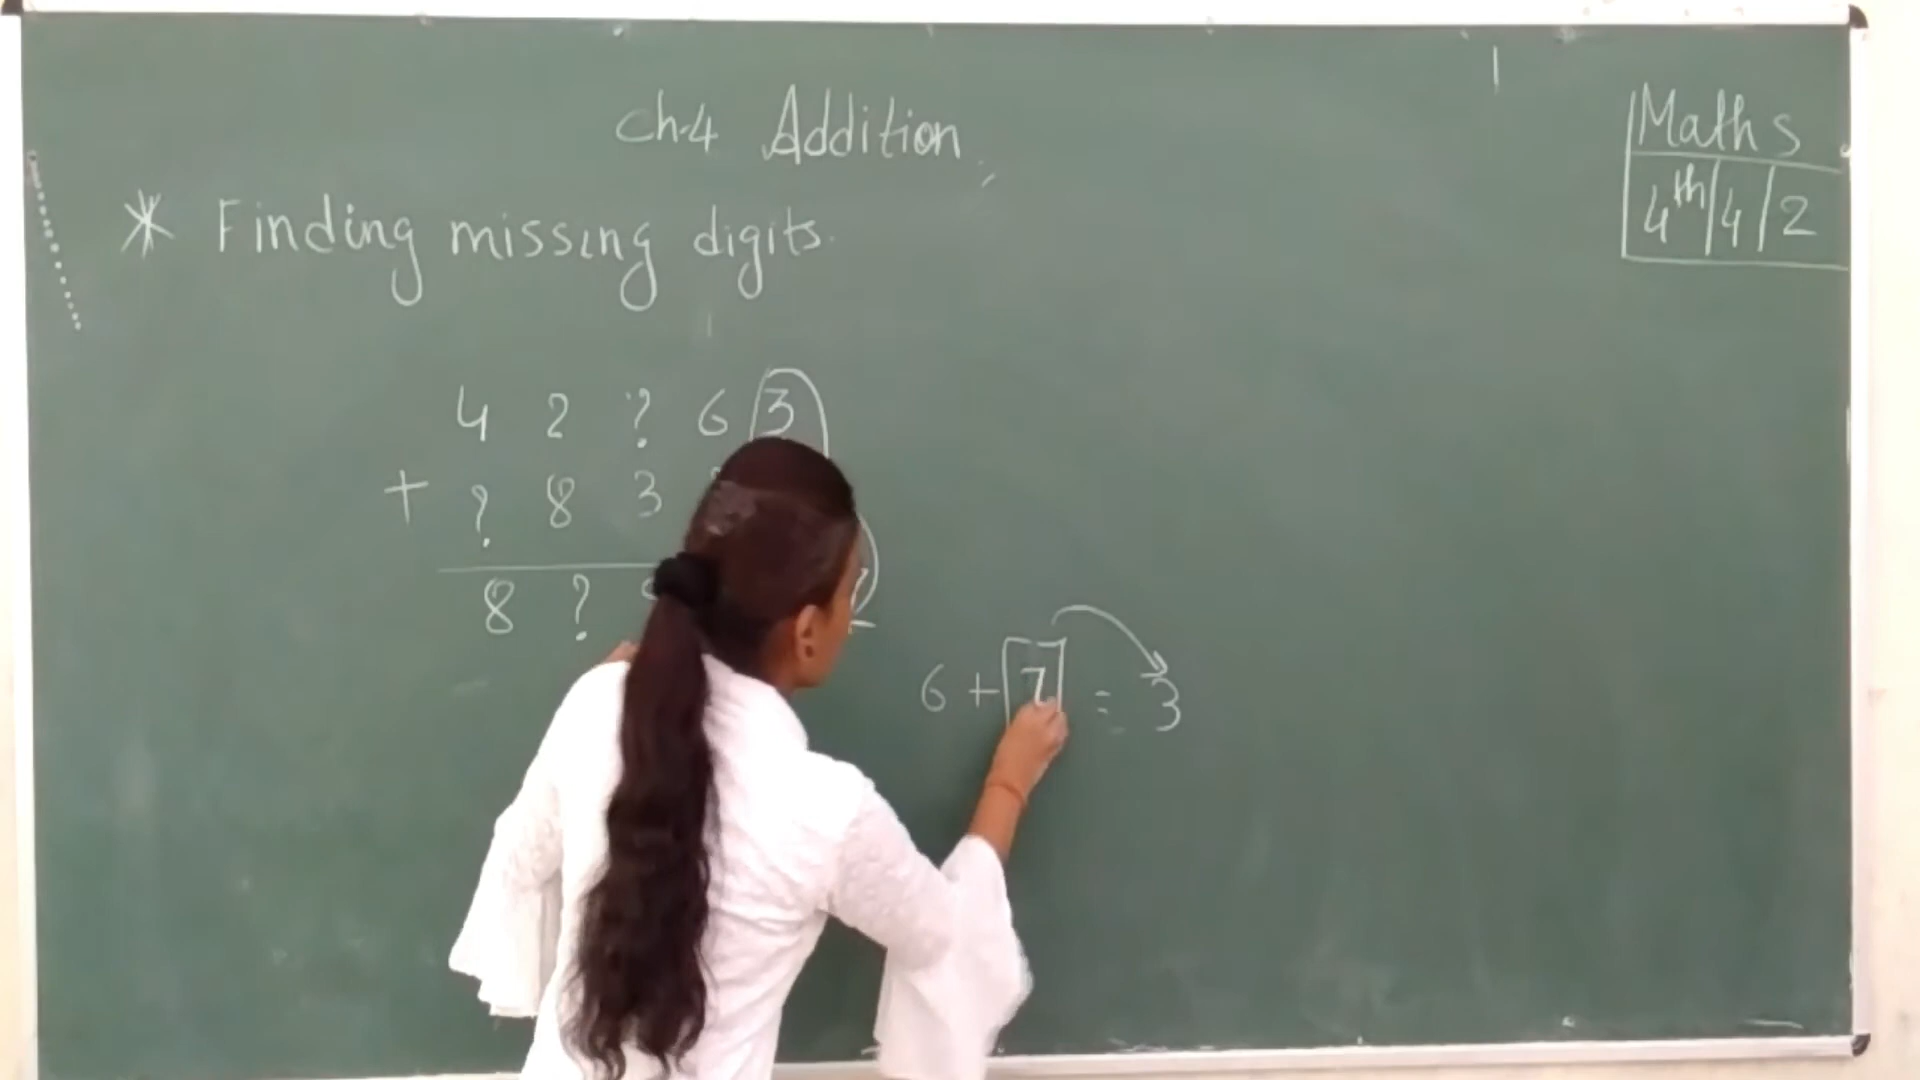 Ch-4 Addition
Maths
4th/4/2
* Finding missing digits.
4 2 ? 6 3
+ ? 8 3
8 ?
6 + 7 = 3